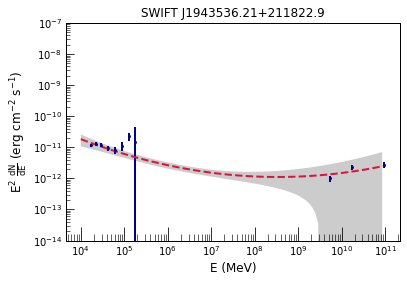 SWIFT J1943536.21+211822.9
E² dN/dE (erg cm⁻² s⁻¹)
10⁻⁷
10⁻⁸
10⁻⁹
10⁻¹⁰
10⁻¹¹
10⁻¹²
10⁻¹³
10⁻¹⁴
10⁴ 10⁵ 10⁶ 10⁷ 10⁸ 10⁹ 10¹⁰ 10¹¹
E (MeV)